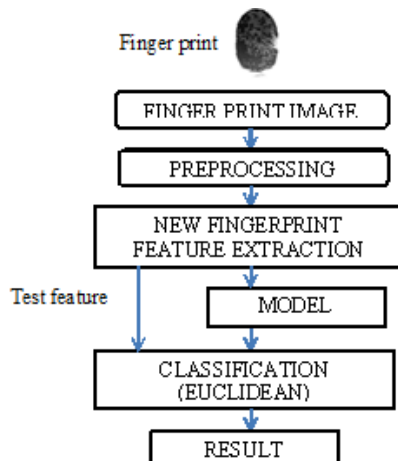 Finger print
FINGER PRINT IMAGE
PREPROCESSING
NEW FINGERPRINT
FEATURE EXTRACTION
Test feature
MODEL
CLASSIFICATION
(EUCLIDEAN)
RESULT